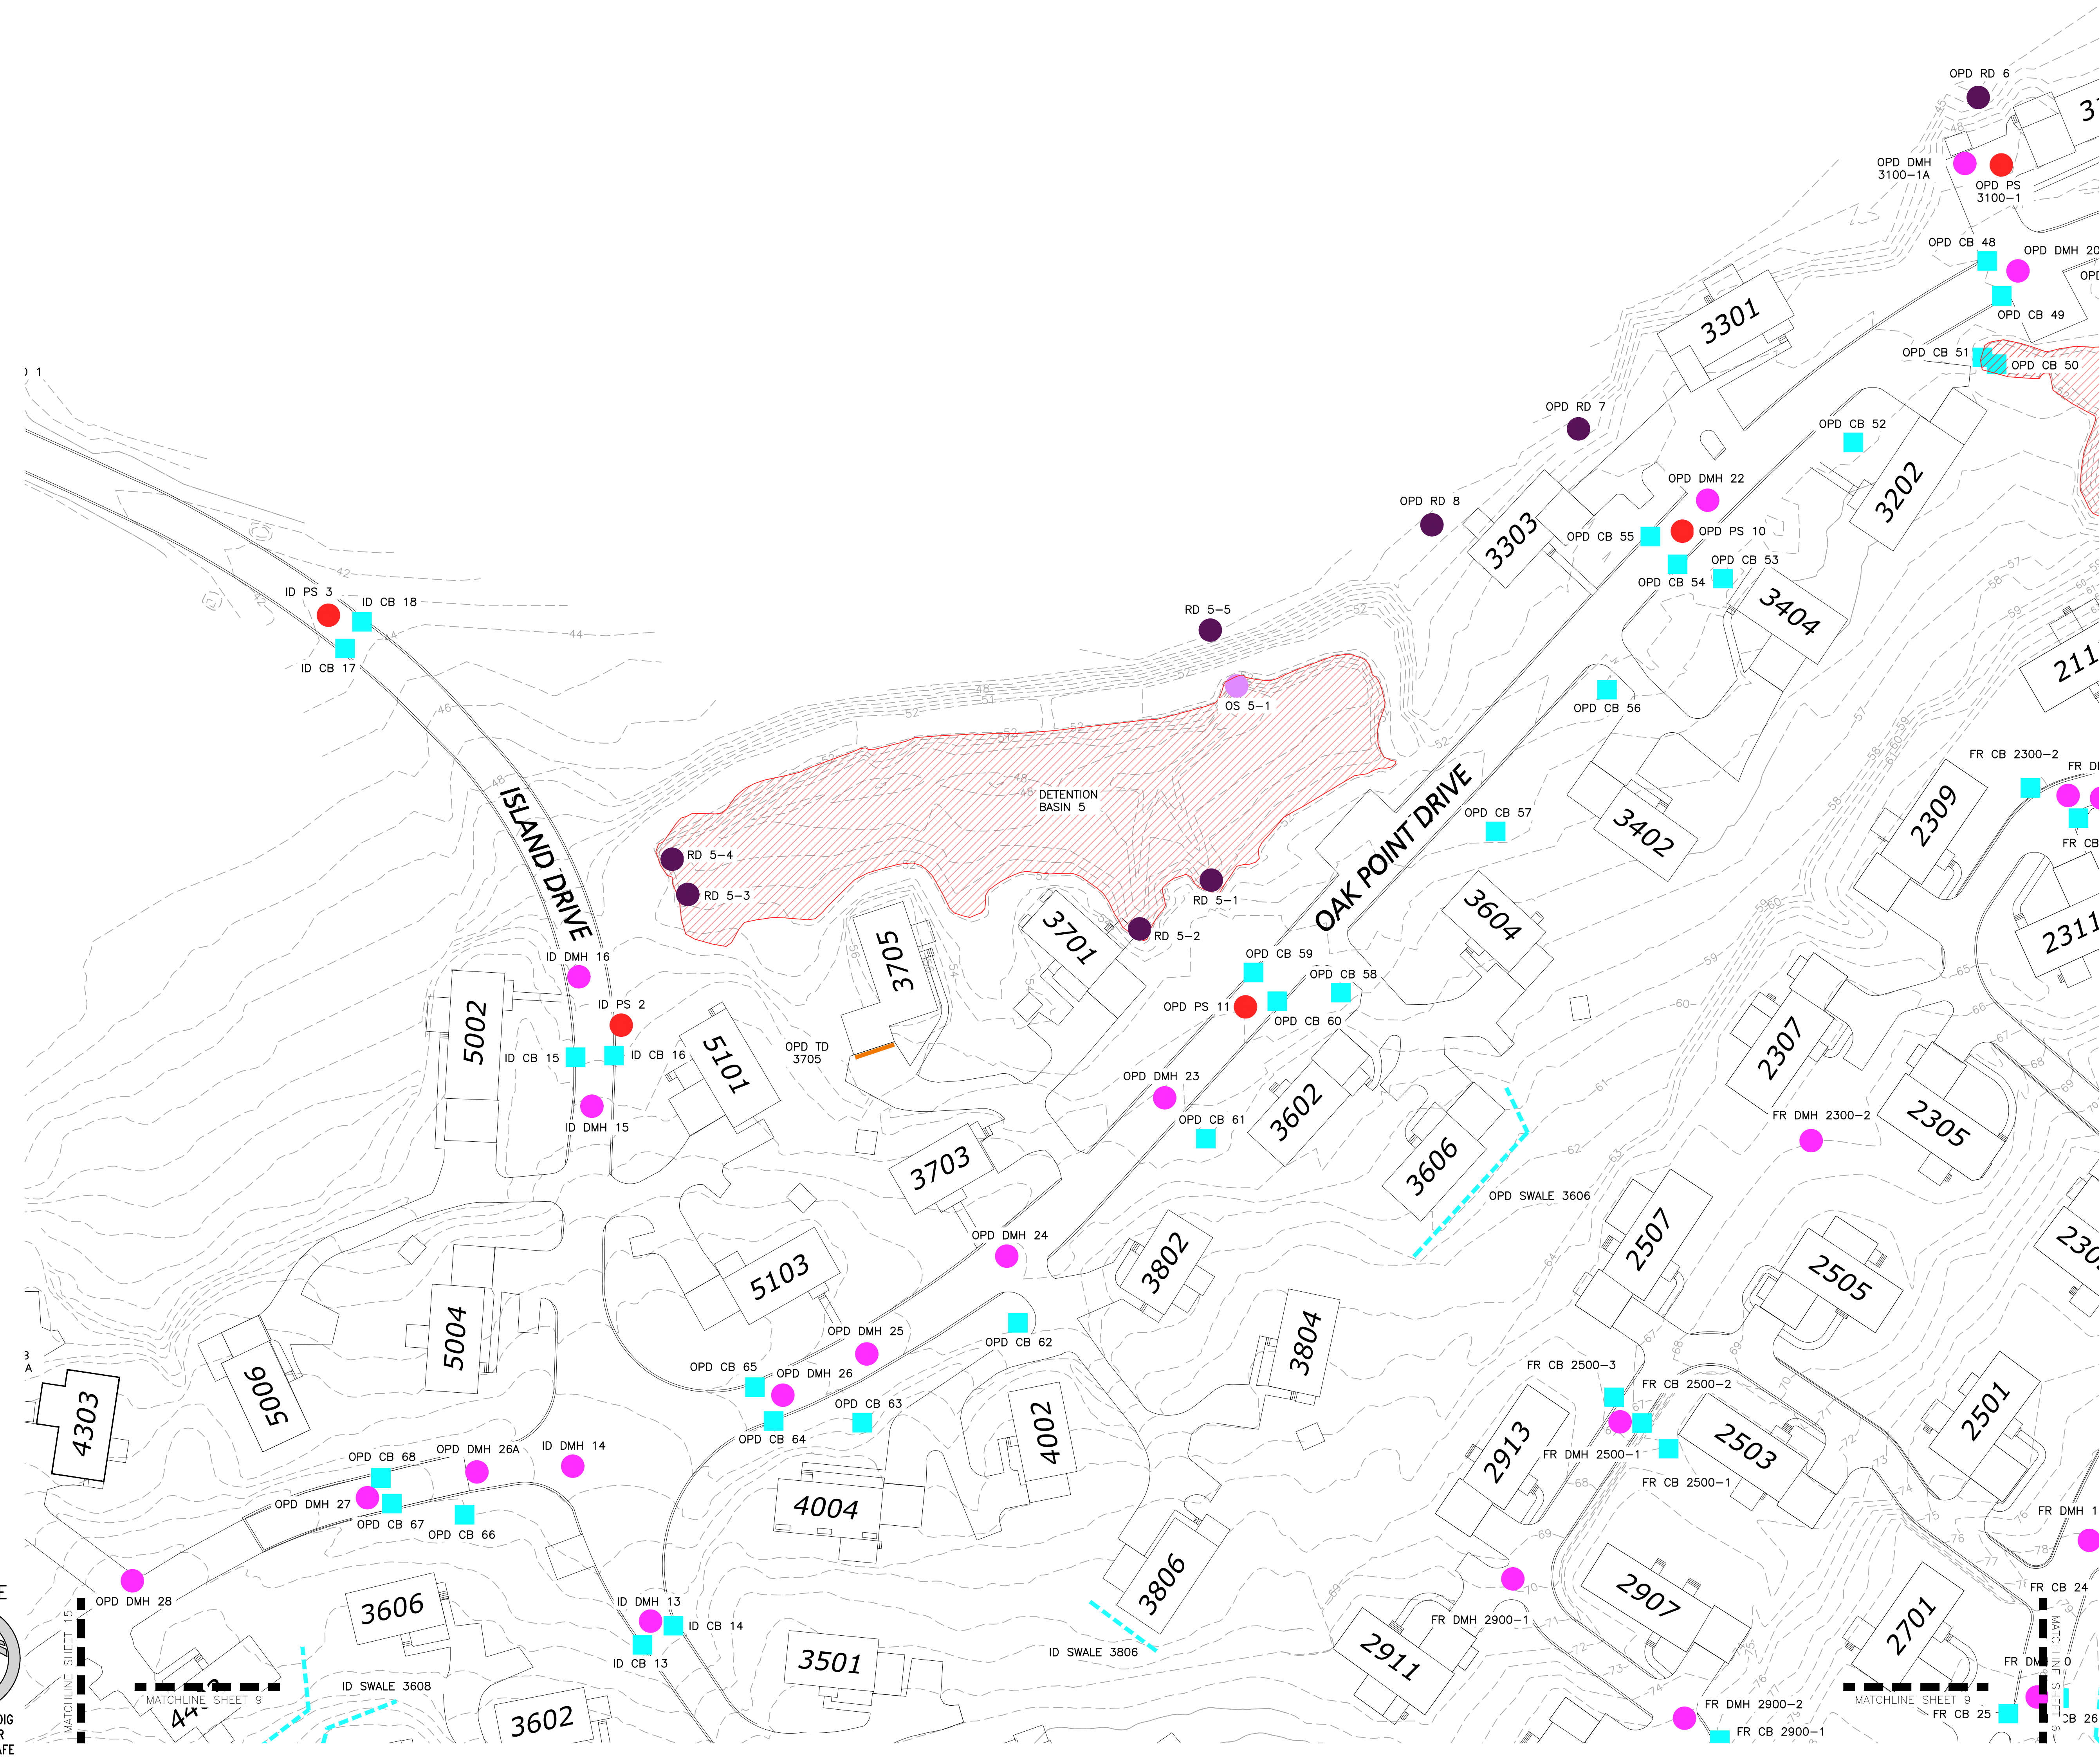 OPD RD 6
OPD DMH
3100-1A
OPD PS
3100-1
OPD CB 48
OPD DMH 20
OPD CB 49
OPD CB 51
OPD CB 50
3301
OPD RD 7
OPD CB 52
3202
OPD DMH 22
OPD RD 8
3303
OPD CB 55
OPD PS 10
OPD CB 54
OPD CB 53
3404
ID PS 3
ID CB 18
ID CB 17
42
42
44
44
46
48
RD 5-5
OS 5-1
OPD CB 56
DETENTION
BASIN 5
ISLAND DRIVE
OAK POINT DRIVE
OPD CB 57
3402
FR CB 2300-2
2309
RD 5-4
RD 5-3
RD 5-1
RD 5-2
3604
2311
3701
3705
ID DMH 16
ID PS 2
5002
ID CB 15
ID CB 16
5101
ID DMH 15
OPD TD
3705
OPD CB 59
OPD CB 58
OPD PS 11
OPD CB 60
OPD DMH 23
OPD CB 61
3602
3606
OPD SWALE 3606
2307
2305
FR DMH 2300-2
3703
OPD DMH 24
3802
2507
2505
5103
5004
5006
4303
OPD DMH 25
OPD CB 62
3804
OPD CB 65
OPD DMH 26
OPD CB 63
OPD CB 64
4002
FR CB 2500-3
FR CB 2500-2
FR DMH 2500-1
FR CB 2500-1
2503
2501
2913
OPD CB 68
OPD DMH 26A
ID DMH 14
OPD DMH 27
OPD CB 67
OPD CB 66
4004
3806
OPD DMH 28
3606
ID DMH 13
ID CB 14
ID CB 13
3501
ID SWALE 3806
FR DMH 2900-1
2911
2907
2701
FR CB 24
ID SWALE 3608
3602
FR DMH 2900-2
FR CB 2900-1
FR CB 25
MATCHLINE SHEET 15
MATCHLINE SHEET 9
MATCHLINE SHEET 9
MATCHLINE SHEET 6